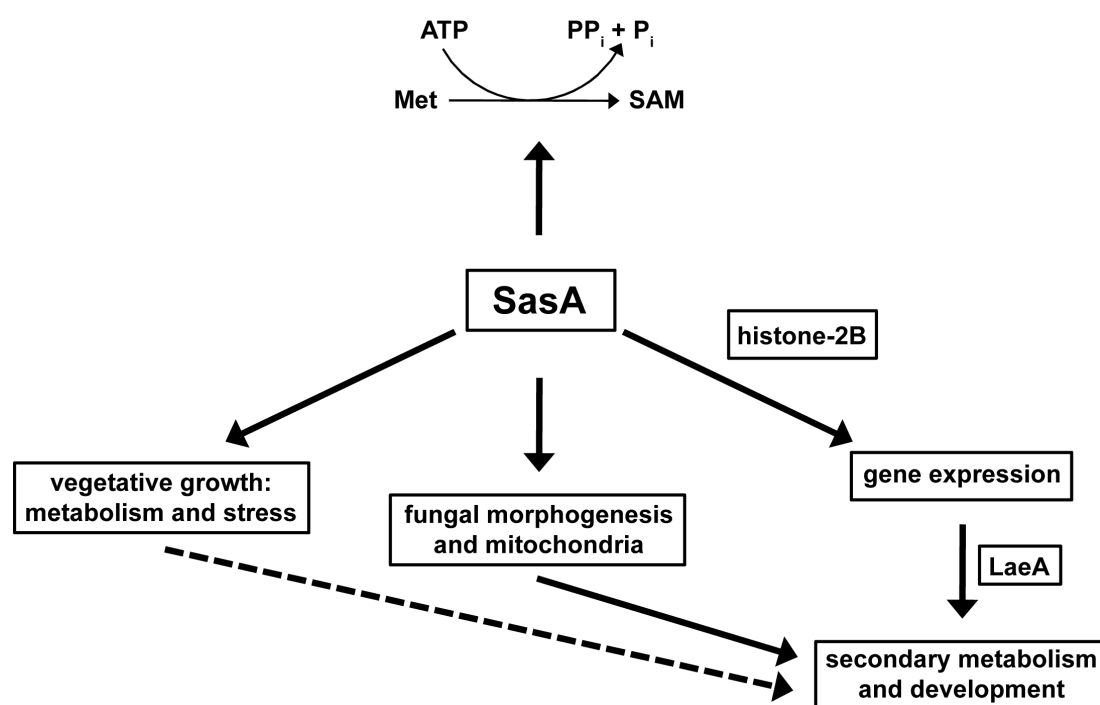 ATP PPi + Pi
Met SAM
SasA
histone-2B
vegetative growth:
metabolism and stress
fungal morphogenesis
and mitochondria
gene expression
LaeA
secondary metabolism
and development